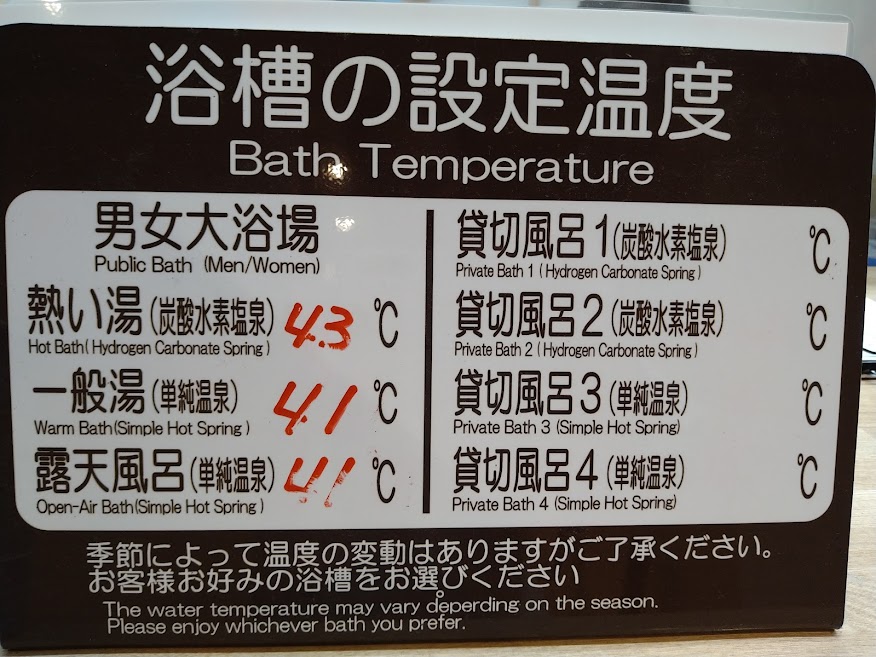 浴槽の設定温度
Bath Temperature
男女大浴場
Public Bath (Men/Women)
熱い湯(炭酸水素塩泉) 43 ℃
Hot Bath( Hydrogen Carbonate Spring )
一般湯(単純温泉) 41 ℃
Warm Bath(Simple Hot Spring )
露天風呂(単純温泉) 41 ℃
Open-Air Bath(Simple Hot Spring )
貸切風呂1(炭酸水素塩泉) ℃
Private Bath 1 ( Hydrogen Carbonate Spring )
貸切風呂2(炭酸水素塩泉) ℃
Private Bath 2 ( Hydrogen Carbonate Spring )
貸切風呂3(単純温泉) ℃
Private Bath 3 (Simple Hot Spring)
貸切風呂4(単純温泉) ℃
Private Bath 4 (Simple Hot Spring)
季節によって温度の変動はありますがご了承ください。
お客様お好みの浴槽をお選びください。
The water temperature may vary depending on the season.
Please enjoy whichever bath you prefer.